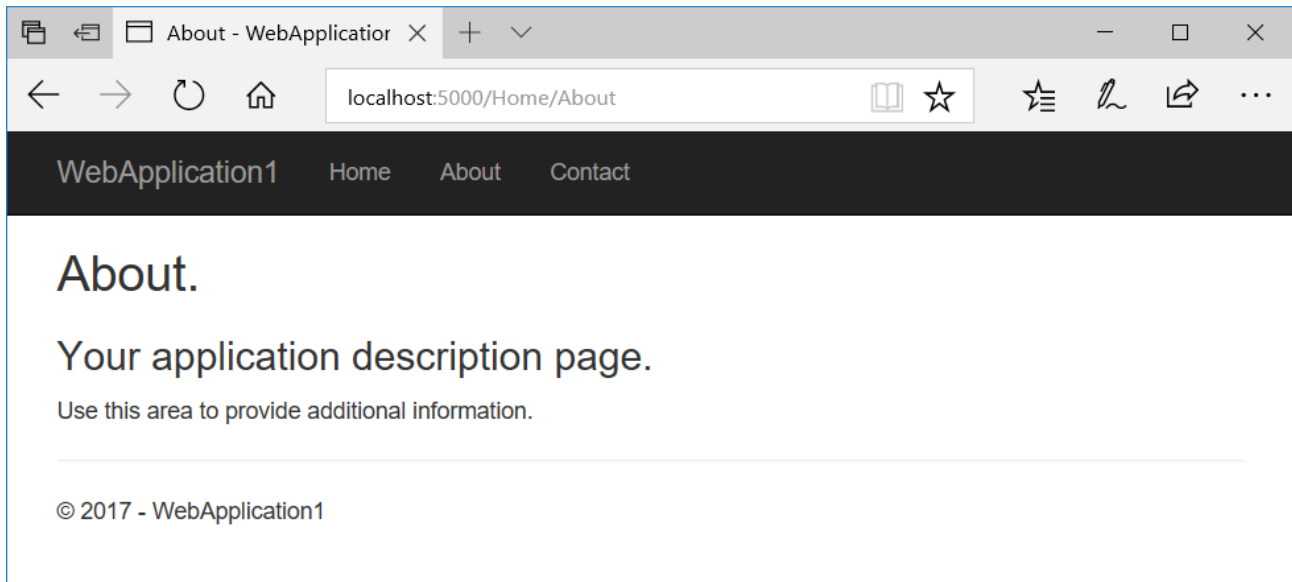 About - WebApplication
localhost:5000/Home/About
WebApplication1 Home About Contact
About.
Your application description page.
Use this area to provide additional information.
© 2017 - WebApplication1